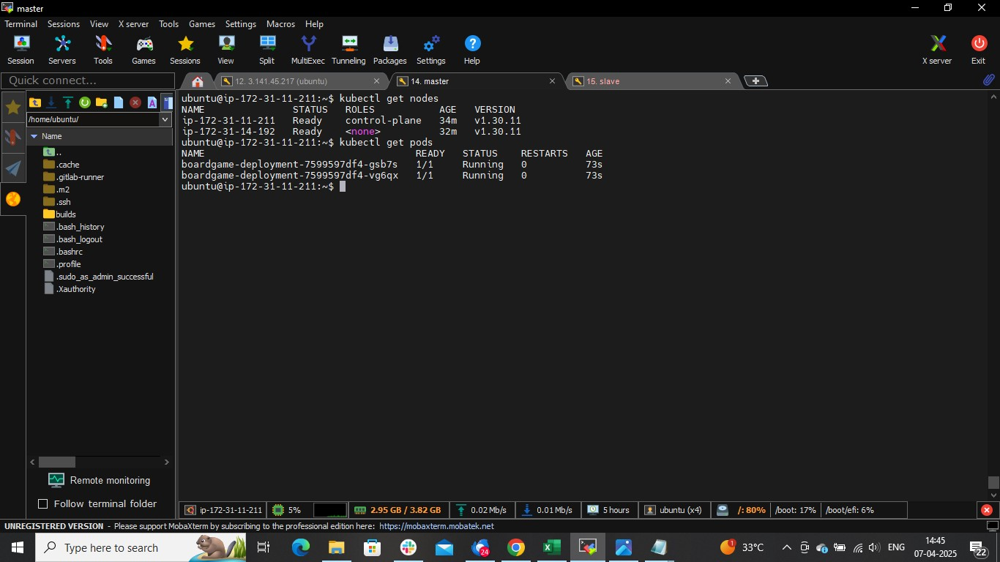 master
Terminal Sessions View X server Tools Games Settings Macros Help
Session Servers Tools Games Sessions View Split MultiExec Tunneling Packages Settings Help X server Exit
Quick connect...
12. 3.141.45.217 (ubuntu)
14. master
15. slave
/home/ubuntu/
Name
..
.cache
.gitlab-runner
.m2
.ssh
builds
.bash_history
.bash_logout
.bashrc
.profile
.sudo_as_admin_successful
.Xauthority
Remote monitoring
Follow terminal folder
ubuntu@ip-172-31-11-211:~$ kubectl get nodes
NAME STATUS ROLES AGE VERSION
ip-172-31-11-211 Ready control-plane 34m v1.30.11
ip-172-31-14-192 Ready <none> 32m v1.30.11
ubuntu@ip-172-31-11-211:~$ kubectl get pods
NAME READY STATUS RESTARTS AGE
boardgame-deployment-7599597df4-gsb7s 1/1 Running 0 73s
boardgame-deployment-7599597df4-vg6qx 1/1 Running 0 73s
ubuntu@ip-172-31-11-211:~$
ip-172-31-11-211 5% 2.95 GB / 3.82 GB 0.02 Mb/s 0.01 Mb/s 5 hours ubuntu (x4) /: 80% /boot: 17% /boot/efi: 6%
UNREGISTERED VERSION - Please support MobaXterm by subscribing to the professional edition here: https://mobaxterm.mobatek.net
Type here to search
24
1
33°C
ENG
14:45
07-04-2025
22